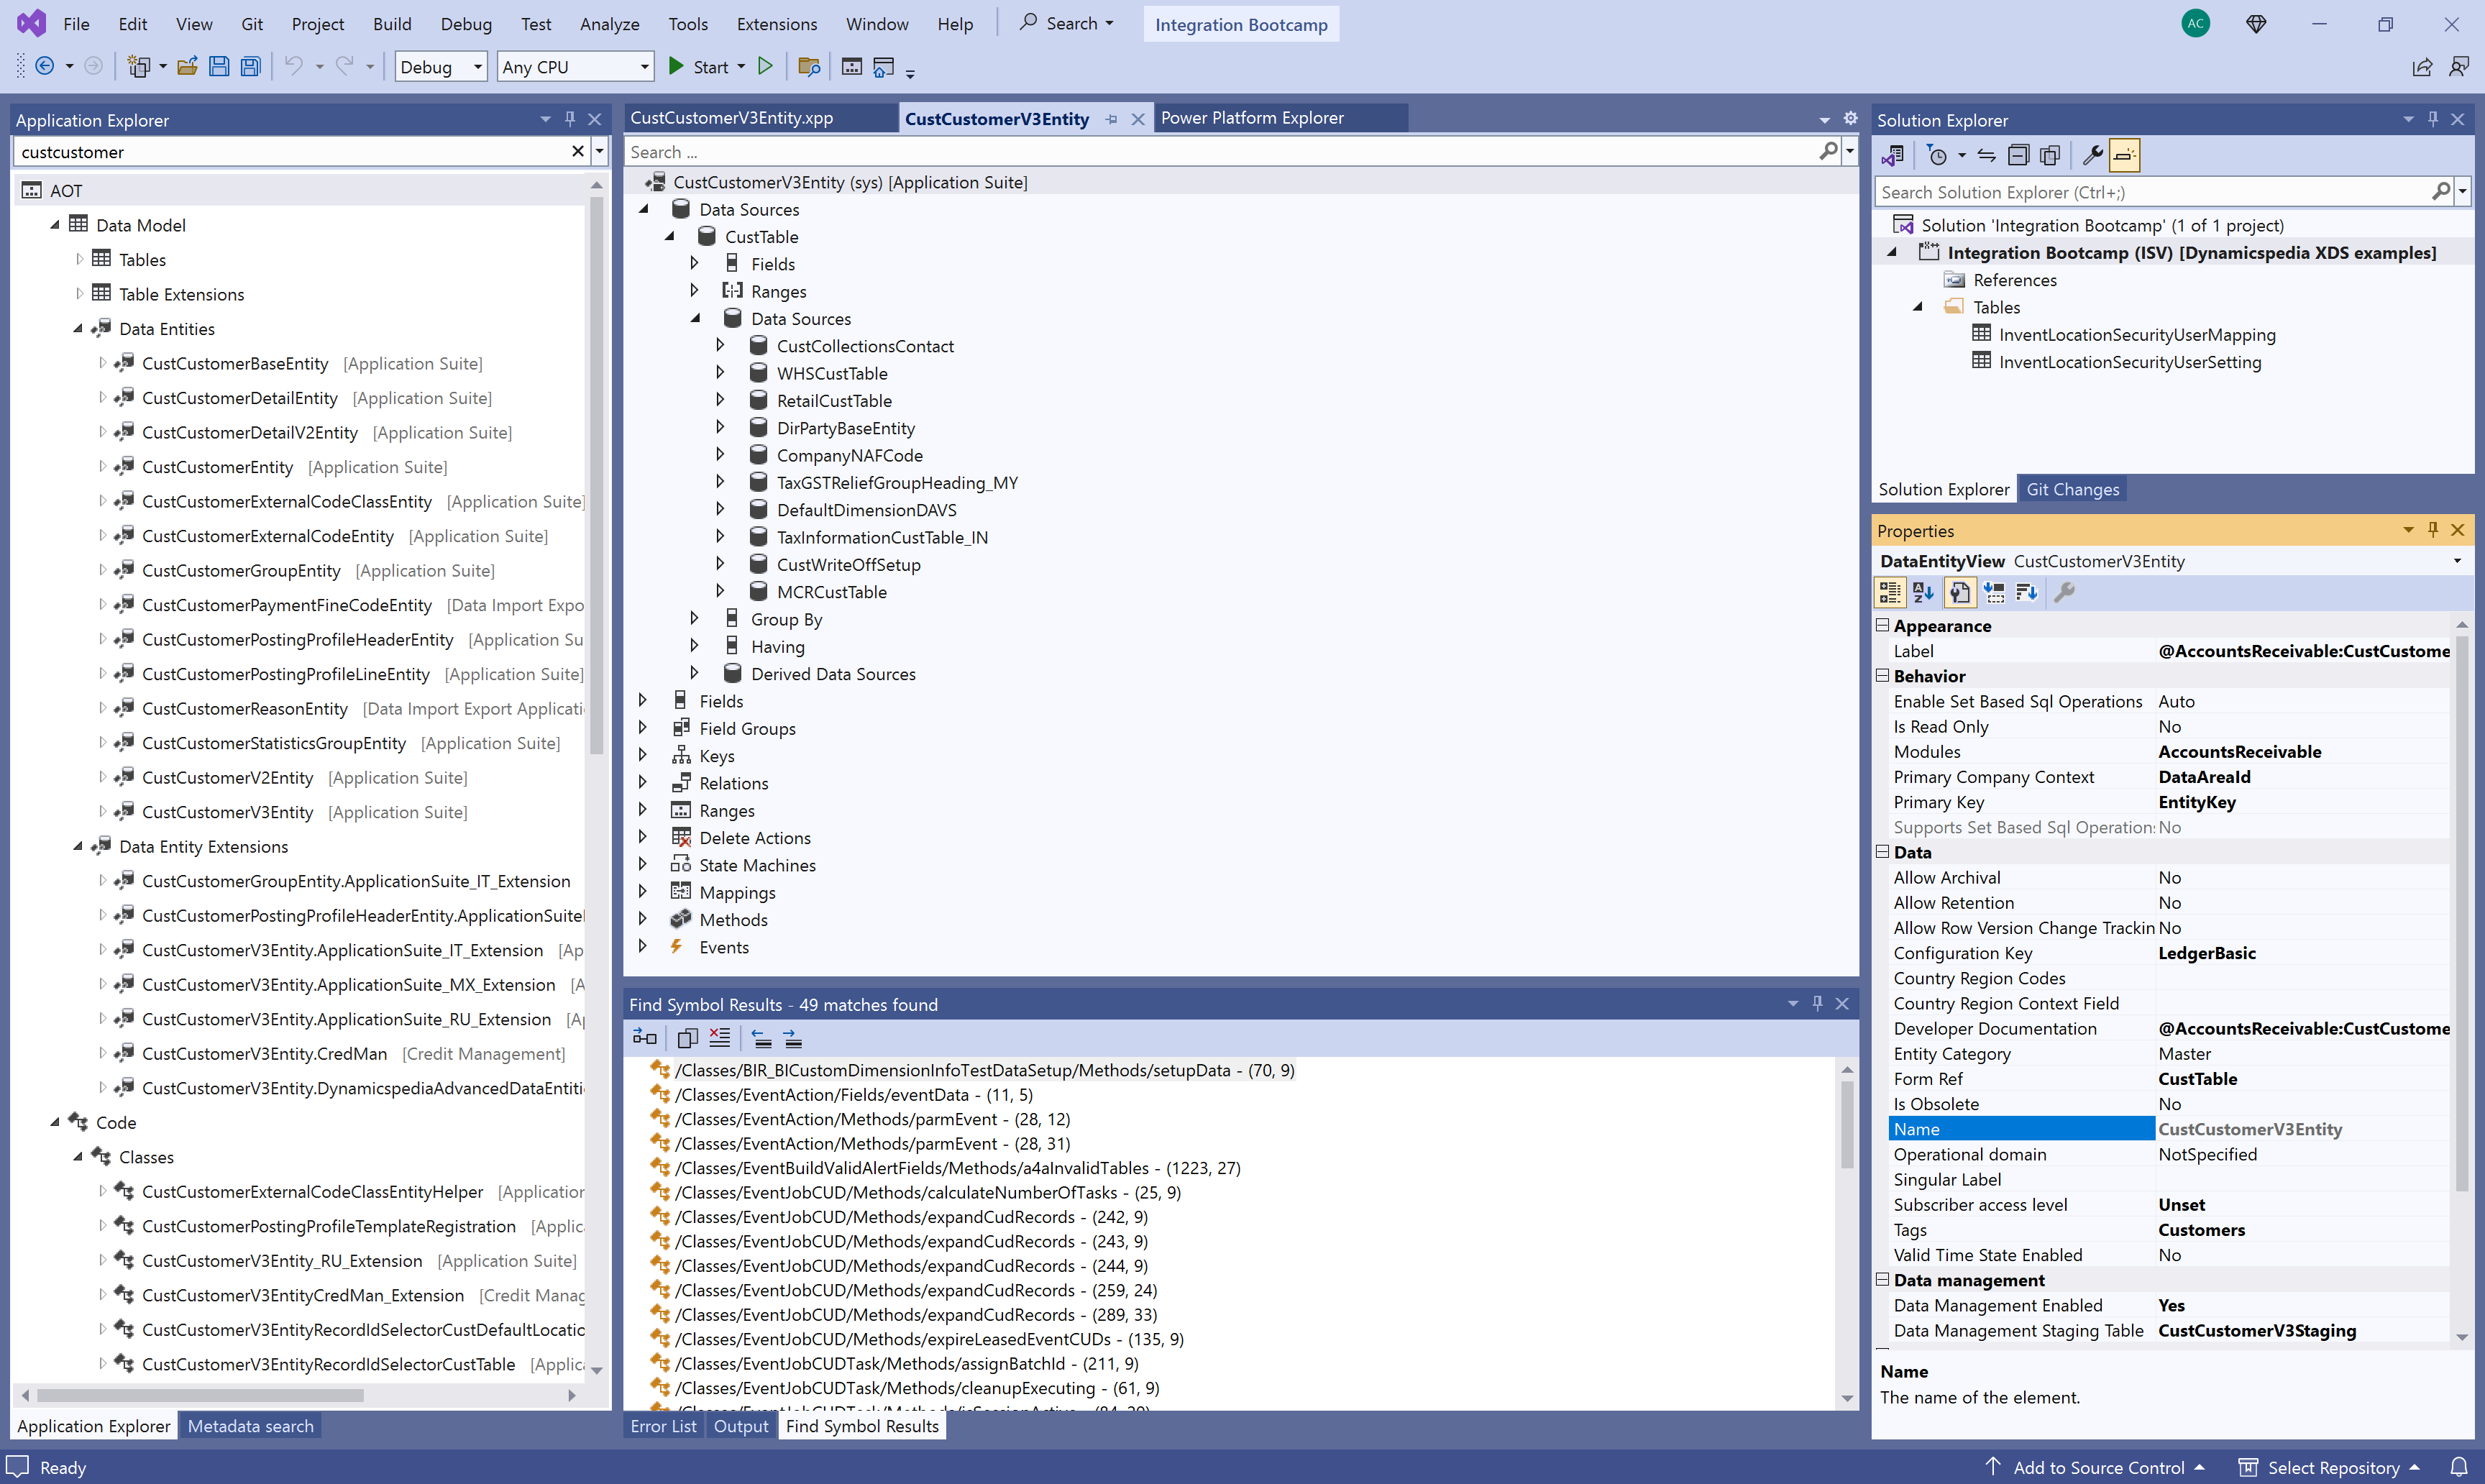 File Edit View Git Project Build Debug Test Analyze Tools Extensions Window Help Search Integration Bootcamp AC
Debug Any CPU Start
Application Explorer
custcustomer
AOT
Data Model
Tables
Table Extensions
Data Entities
CustCustomerBaseEntity [Application Suite]
CustCustomerDetailEntity [Application Suite]
CustCustomerDetailV2Entity [Application Suite]
CustCustomerEntity [Application Suite]
CustCustomerExternalCodeClassEntity [Application Suite]
CustCustomerExternalCodeEntity [Application Suite]
CustCustomerGroupEntity [Application Suite]
CustCustomerPaymentFineCodeEntity [Data Import Expo
CustCustomerPostingProfileHeaderEntity [Application Su
CustCustomerPostingProfileLineEntity [Application Suite]
CustCustomerReasonEntity [Data Import Export Applicati
CustCustomerStatisticsGroupEntity [Application Suite]
CustCustomerV2Entity [Application Suite]
CustCustomerV3Entity [Application Suite]
Data Entity Extensions
CustCustomerGroupEntity.ApplicationSuite_IT_Extension
CustCustomerPostingProfileHeaderEntity.ApplicationSuite
CustCustomerV3Entity.ApplicationSuite_IT_Extension [Ap
CustCustomerV3Entity.ApplicationSuite_MX_Extension [A
CustCustomerV3Entity.ApplicationSuite_RU_Extension [A
CustCustomerV3Entity.CredMan [Credit Management]
CustCustomerV3Entity.DynamicspediaAdvancedDataEntiti
Code
Classes
CustCustomerExternalCodeClassEntityHelper [Application
CustCustomerPostingProfileTemplateRegistration [Applic
CustCustomerV3Entity_RU_Extension [Application Suite]
CustCustomerV3EntityCredMan_Extension [Credit Manag
CustCustomerV3EntityRecordIdSelectorCustDefaultLocatio
CustCustomerV3EntityRecordIdSelectorCustTable [Applic
Application Explorer Metadata search
CustCustomerV3Entity.xpp CustCustomerV3Entity Power Platform Explorer
Search ...
CustCustomerV3Entity (sys) [Application Suite]
Data Sources
CustTable
Fields
Ranges
Data Sources
CustCollectionsContact
WHSCustTable
RetailCustTable
DirPartyBaseEntity
CompanyNAFCode
TaxGSTReliefGroupHeading_MY
DefaultDimensionDAVS
TaxInformationCustTable_IN
CustWriteOffSetup
MCRCustTable
Group By
Having
Derived Data Sources
Fields
Field Groups
Keys
Relations
Ranges
Delete Actions
State Machines
Mappings
Methods
Events
Find Symbol Results - 49 matches found
/Classes/BIR_BICustomDimensionInfoTestDataSetup/Methods/setupData - (70, 9)
/Classes/EventAction/Fields/eventData - (11, 5)
/Classes/EventAction/Methods/parmEvent - (28, 12)
/Classes/EventAction/Methods/parmEvent - (28, 31)
/Classes/EventBuildValidAlertFields/Methods/a4aInvalidTables - (1223, 27)
/Classes/EventJobCUD/Methods/calculateNumberOfTasks - (25, 9)
/Classes/EventJobCUD/Methods/expandCudRecords - (242, 9)
/Classes/EventJobCUD/Methods/expandCudRecords - (243, 9)
/Classes/EventJobCUD/Methods/expandCudRecords - (244, 9)
/Classes/EventJobCUD/Methods/expandCudRecords - (259, 24)
/Classes/EventJobCUD/Methods/expandCudRecords - (289, 33)
/Classes/EventJobCUD/Methods/expireLeasedEventCUDs - (135, 9)
/Classes/EventJobCUDTask/Methods/assignBatchId - (211, 9)
/Classes/EventJobCUDTask/Methods/cleanupExecuting - (61, 9)
Error List Output Find Symbol Results
Solution Explorer
Search Solution Explorer (Ctrl+;)
Solution 'Integration Bootcamp' (1 of 1 project)
Integration Bootcamp (ISV) [Dynamicspedia XDS examples]
References
Tables
InventLocationSecurityUserMapping
InventLocationSecurityUserSetting
Solution Explorer Git Changes
Properties
DataEntityView CustCustomerV3Entity
Appearance
Label @AccountsReceivable:CustCustome
Behavior
Enable Set Based Sql Operations Auto
Is Read Only No
Modules AccountsReceivable
Primary Company Context DataAreaId
Primary Key EntityKey
Supports Set Based Sql Operation: No
Data
Allow Archival No
Allow Retention No
Allow Row Version Change Trackin No
Configuration Key LedgerBasic
Country Region Codes
Country Region Context Field
Developer Documentation @AccountsReceivable:CustCustome
Entity Category Master
Form Ref CustTable
Is Obsolete No
Name CustCustomerV3Entity
Operational domain NotSpecified
Singular Label
Subscriber access level Unset
Tags Customers
Valid Time State Enabled No
Data management
Data Management Enabled Yes
Data Management Staging Table CustCustomerV3Staging
Name
The name of the element.
Ready Add to Source Control Select Repository